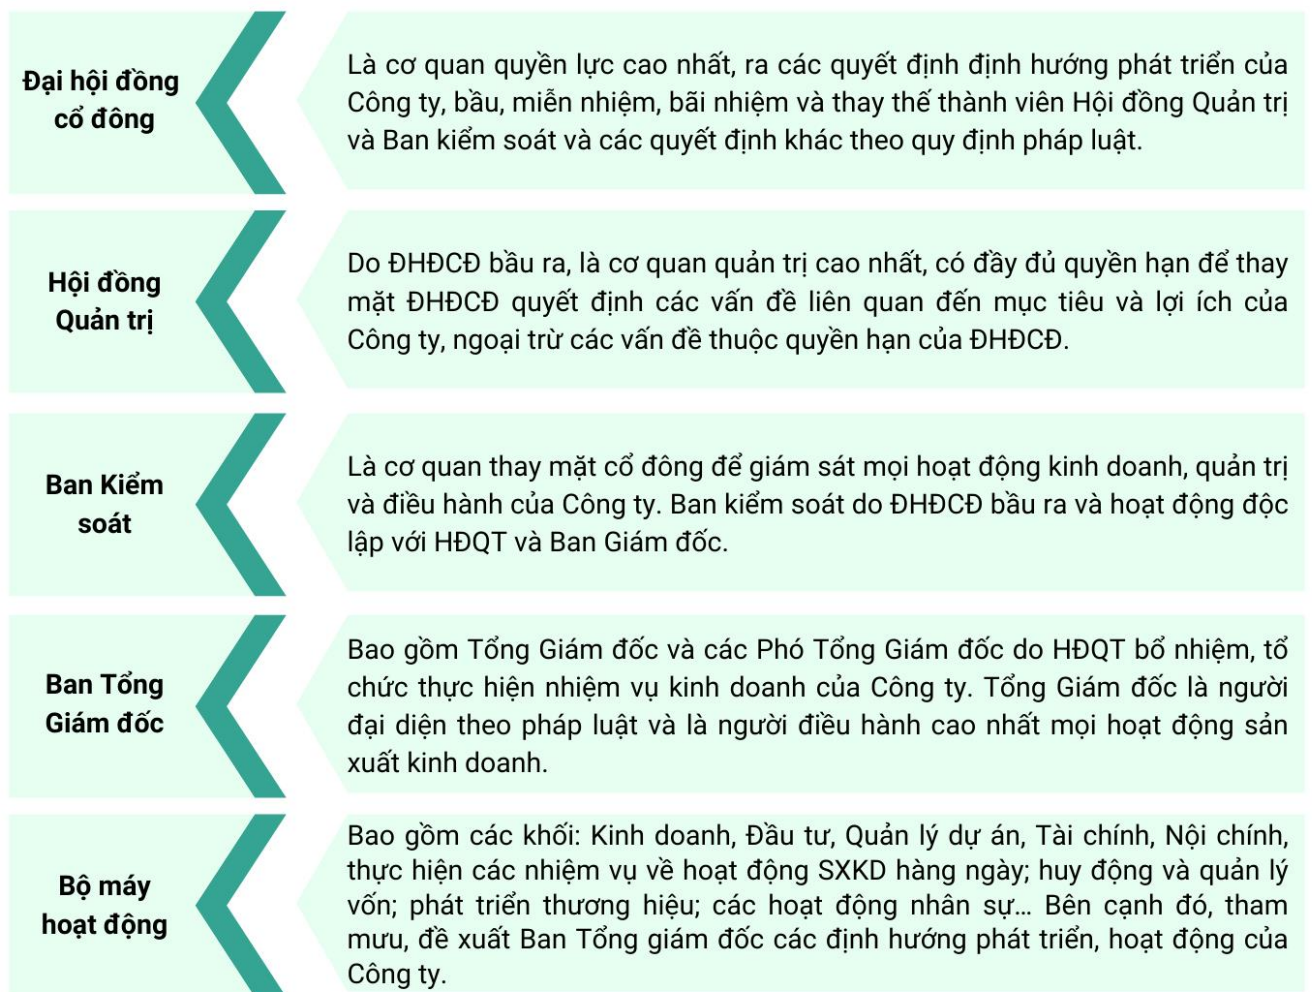 Đại hội đồng
cổ đông
Là cơ quan quyền lực cao nhất, ra các quyết định định hướng phát triển của
Công ty, bầu, miễn nhiệm, bãi nhiệm và thay thế thành viên Hội đồng Quản trị
và Ban kiểm soát và các quyết định khác theo quy định pháp luật.
Hội đồng
Quản trị
Do ĐHĐCĐ bầu ra, là cơ quan quản trị cao nhất, có đầy đủ quyền hạn để thay
mặt ĐHĐCĐ quyết định các vấn đề liên quan đến mục tiêu và lợi ích của
Công ty, ngoại trừ các vấn đề thuộc quyền hạn của ĐHĐCĐ.
Ban Kiểm
soát
Là cơ quan thay mặt cổ đông để giám sát mọi hoạt động kinh doanh, quản trị
và điều hành của Công ty. Ban kiểm soát do ĐHĐCĐ bầu ra và hoạt động độc
lập với HĐQT và Ban Giám đốc.
Ban Tổng
Giám đốc
Bao gồm Tổng Giám đốc và các Phó Tổng Giám đốc do HĐQT bổ nhiệm, tổ
chức thực hiện nhiệm vụ kinh doanh của Công ty. Tổng Giám đốc là người
đại diện theo pháp luật và là người điều hành cao nhất mọi hoạt động sản
xuất kinh doanh.
Bộ máy
hoạt động
Bao gồm các khối: Kinh doanh, Đầu tư, Quản lý dự án, Tài chính, Nội chính,
thực hiện các nhiệm vụ về hoạt động SXKD hàng ngày; huy động và quản lý
vốn; phát triển thương hiệu; các hoạt động nhân sự... Bên cạnh đó, tham
mưu, đề xuất Ban Tổng giám đốc các định hướng phát triển, hoạt động của
Công ty.